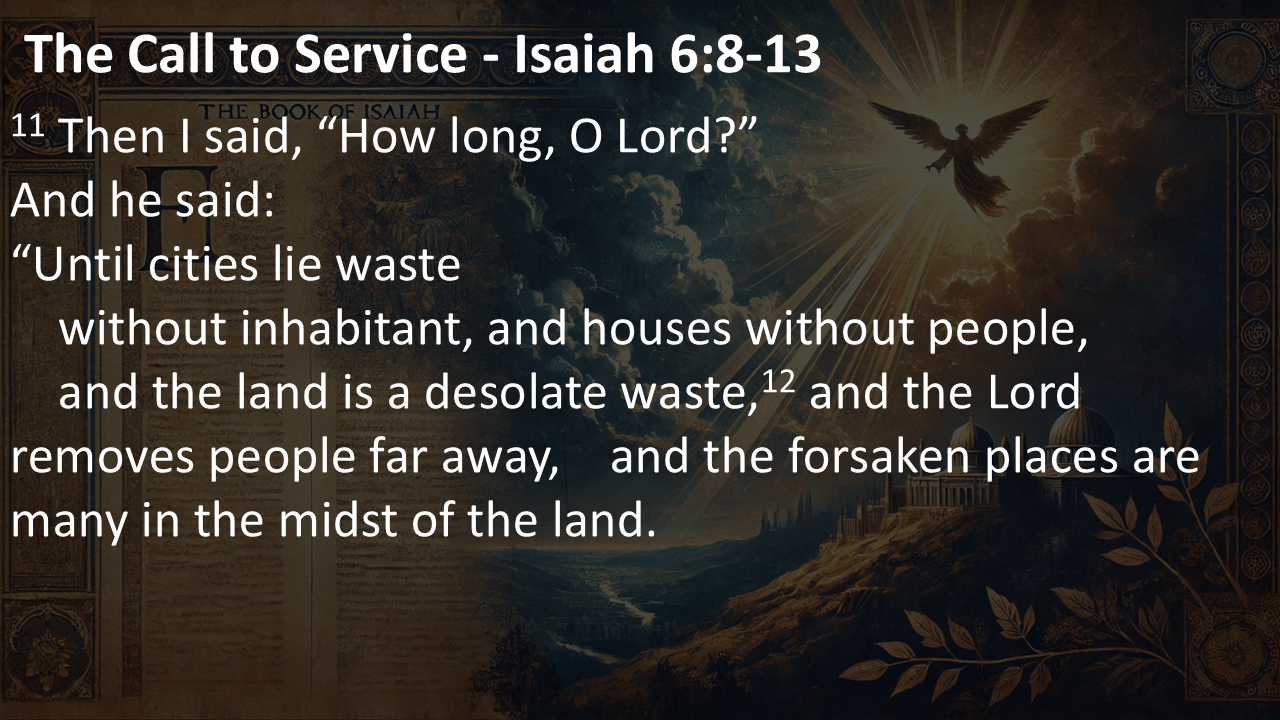 The Call to Service - Isaiah 6:8-13
THE BOOK OF ISAIAH
11 Then I said, “How long, O Lord?”
And he said:
“Until cities lie waste
without inhabitant, and houses without people,
and the land is a desolate waste,12 and the Lord
removes people far away, and the forsaken places are
many in the midst of the land.